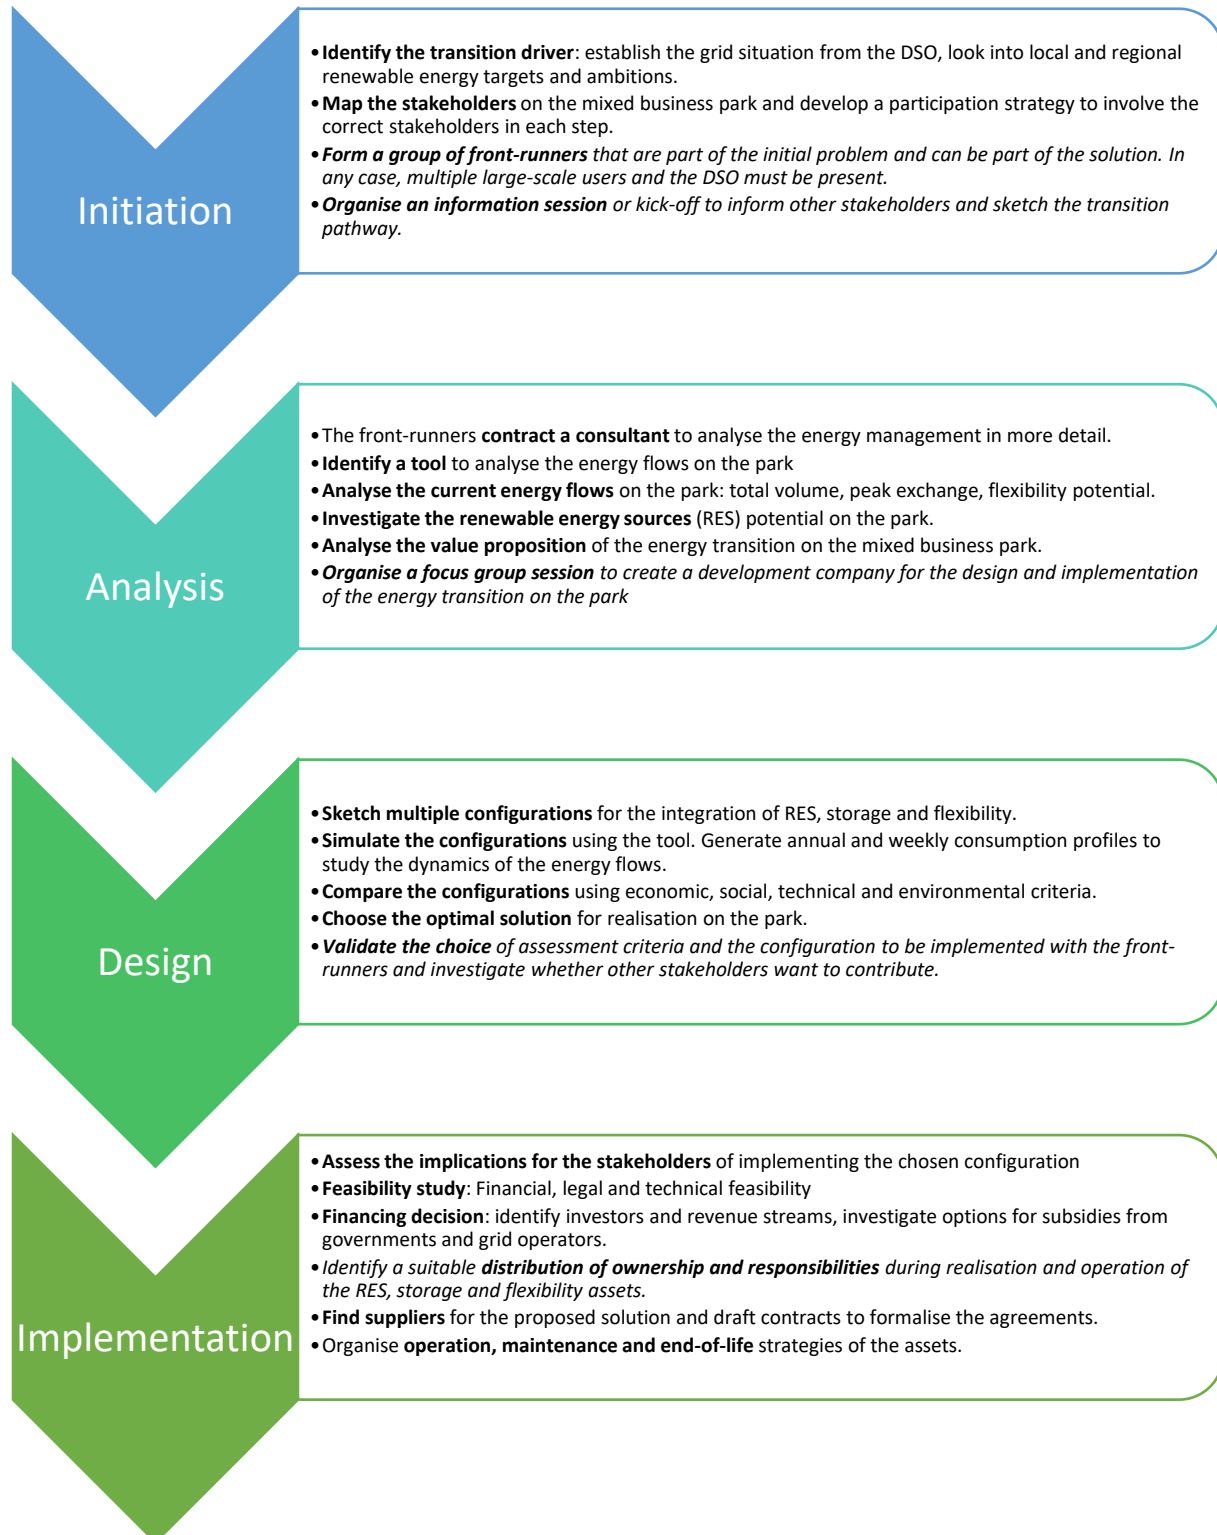 Initiation
•Identify the transition driver: establish the grid situation from the DSO, look into local and regional
renewable energy targets and ambitions.
•Map the stakeholders on the mixed business park and develop a participation strategy to involve the
correct stakeholders in each step.
•Form a group of front-runners that are part of the initial problem and can be part of the solution. In
any case, multiple large-scale users and the DSO must be present.
•Organise an information session or kick-off to inform other stakeholders and sketch the transition
pathway.
Analysis
•The front-runners contract a consultant to analyse the energy management in more detail.
•Identify a tool to analyse the energy flows on the park
•Analyse the current energy flows on the park: total volume, peak exchange, flexibility potential.
•Investigate the renewable energy sources (RES) potential on the park.
•Analyse the value proposition of the energy transition on the mixed business park.
•Organise a focus group session to create a development company for the design and implementation
of the energy transition on the park
Design
•Sketch multiple configurations for the integration of RES, storage and flexibility.
•Simulate the configurations using the tool. Generate annual and weekly consumption profiles to
study the dynamics of the energy flows.
•Compare the configurations using economic, social, technical and environmental criteria.
•Choose the optimal solution for realisation on the park.
•Validate the choice of assessment criteria and the configuration to be implemented with the front-
runners and investigate whether other stakeholders want to contribute.
Implementation
•Assess the implications for the stakeholders of implementing the chosen configuration
•Feasibility study: Financial, legal and technical feasibility
•Financing decision: identify investors and revenue streams, investigate options for subsidies from
governments and grid operators.
•Identify a suitable distribution of ownership and responsibilities during realisation and operation of
the RES, storage and flexibility assets.
•Find suppliers for the proposed solution and draft contracts to formalise the agreements.
•Organise operation, maintenance and end-of-life strategies of the assets.